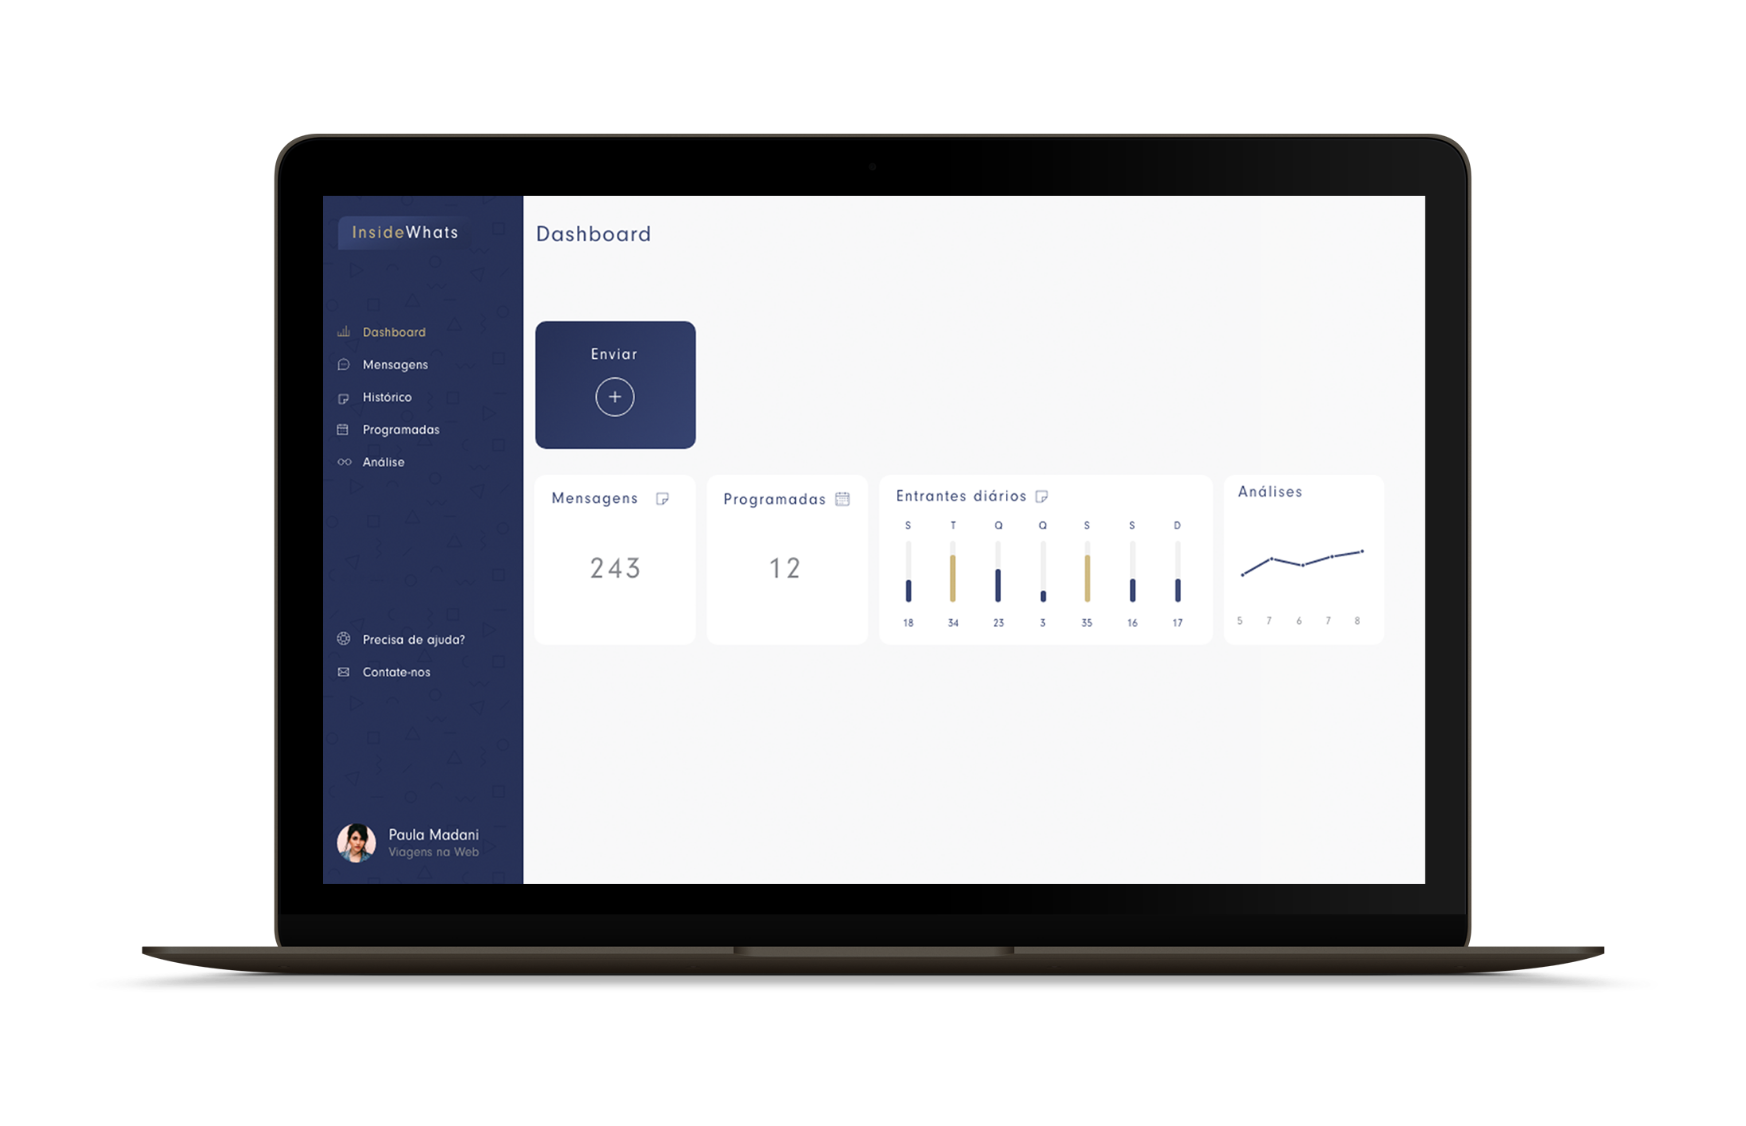 InsideWhats
Dashboard
Mensagens
Histórico
Programadas
Análise
Precisa de ajuda?
Contate-nos
Paula Madani
Viagens na Web
Dashboard
Enviar
Mensagens
243
Programadas
12
Entrantes diários
S T Q Q S S D
18 34 23 3 35 16 17
Análises
5 7 6 7 8